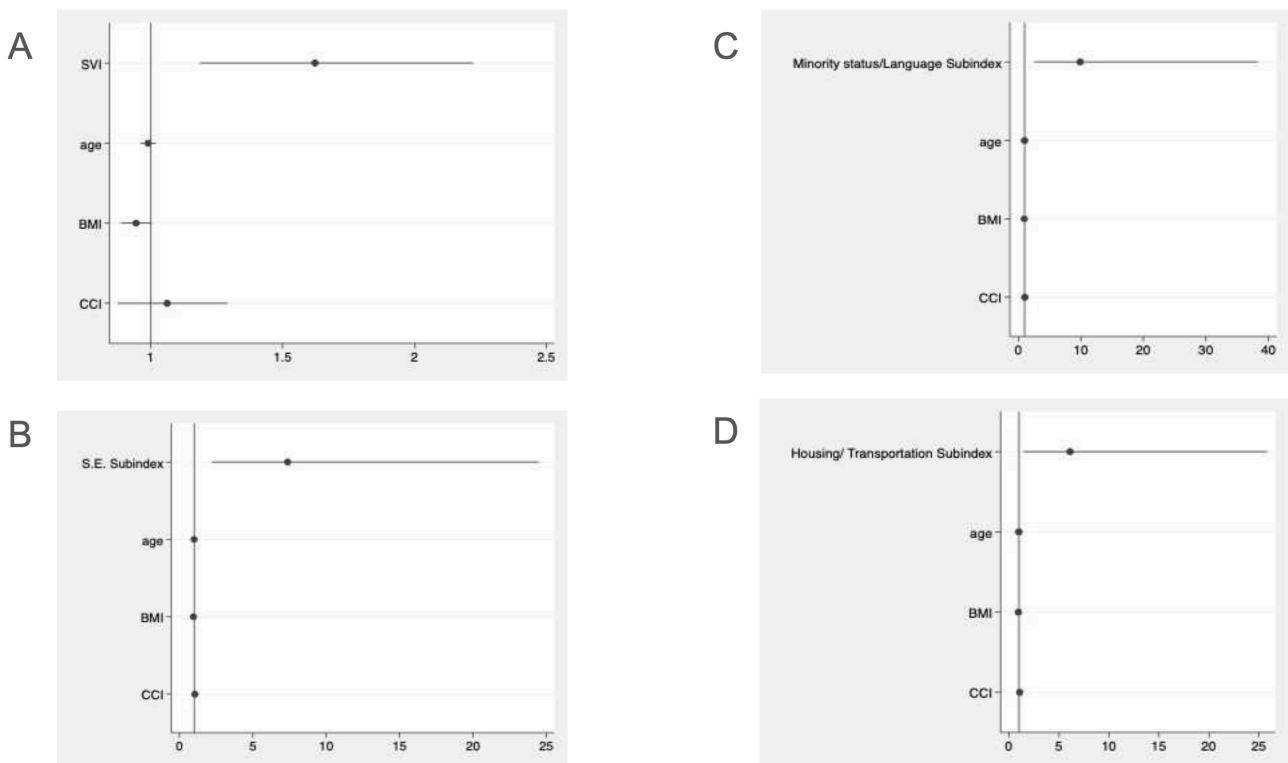 A
SVI
age
BMI
CCI
1 1.5 2 2.5
B
S.E. Subindex
age
BMI
CCI
0 5 10 15 20 25
C
Minority status/Language Subindex
age
BMI
CCI
0 10 20 30 40
D
Housing/ Transportation Subindex
age
BMI
CCI
0 5 10 15 20 25